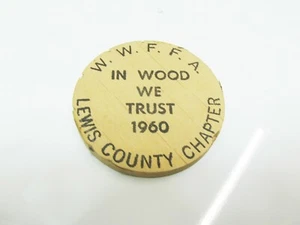 W. W. F. F. A.
IN WOOD
WE
TRUST
1960
LEWIS COUNTY CHAPTER